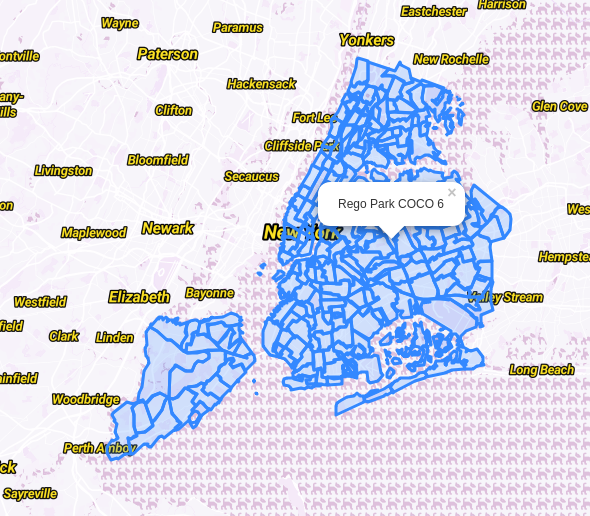 Harrison
Eastchester
Wayne
Paramus
Yonkers
ontville
Paterson
New Rochelle
Hackensack
any-
ills
Glen Cove
Clifton
Fort Lee
Cliffside Park
Bloomfield
Livingston
Secaucus
×
Rego Park COCO 6
on
Wes
Maplewood
Newark
New York
Hempste
Elizabeth
Bayonne
Valley Stream
Westfield
field
Clark
Linden
Long Beach
ainfield
Woodbridge
Perth Amboy
ck
Sayreville